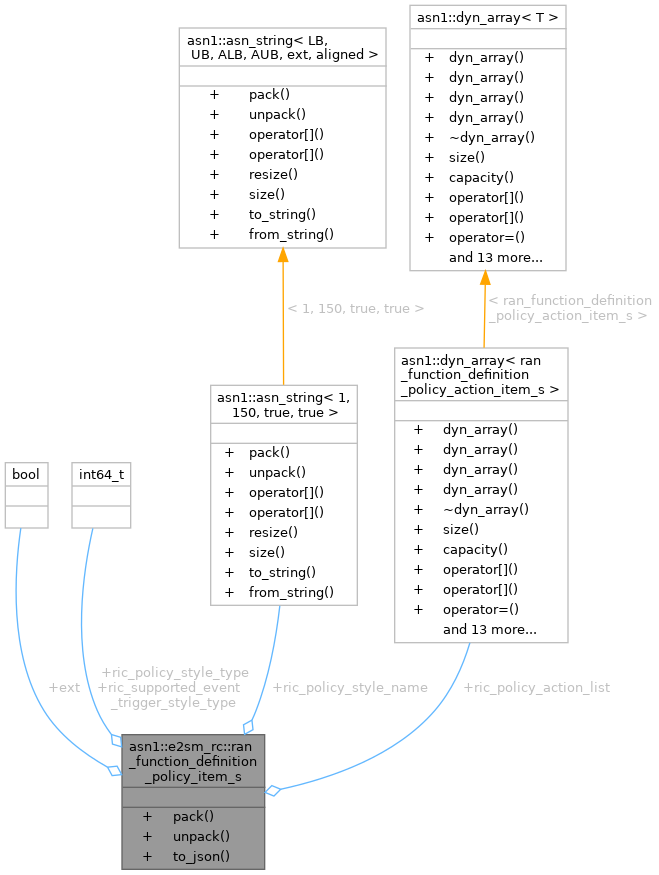 asn1::asn_string< LB,
UB, ALB, AUB, ext, aligned >
+ pack()
+ unpack()
+ operator[]()
+ operator[]()
+ resize()
+ size()
+ to_string()
+ from_string()
asn1::dyn_array< T >
+ dyn_array()
+ dyn_array()
+ dyn_array()
+ dyn_array()
+ ~dyn_array()
+ size()
+ capacity()
+ operator[]()
+ operator[]()
+ operator=()
and 13 more...
< 1, 150, true, true >
< ran_function_definition
_policy_action_item_s >
asn1::asn_string< 1,
150, true, true >
+ pack()
+ unpack()
+ operator[]()
+ operator[]()
+ resize()
+ size()
+ to_string()
+ from_string()
asn1::dyn_array< ran
_function_definition
_policy_action_item_s >
+ dyn_array()
+ dyn_array()
+ dyn_array()
+ dyn_array()
+ ~dyn_array()
+ size()
+ capacity()
+ operator[]()
+ operator[]()
+ operator=()
and 13 more...
bool
int64_t
+ext
+ric_policy_style_type
+ric_supported_event
_trigger_style_type
+ric_policy_style_name
+ric_policy_action_list
asn1::e2sm_rc::ran
_function_definition
_policy_item_s
+ pack()
+ unpack()
+ to_json()